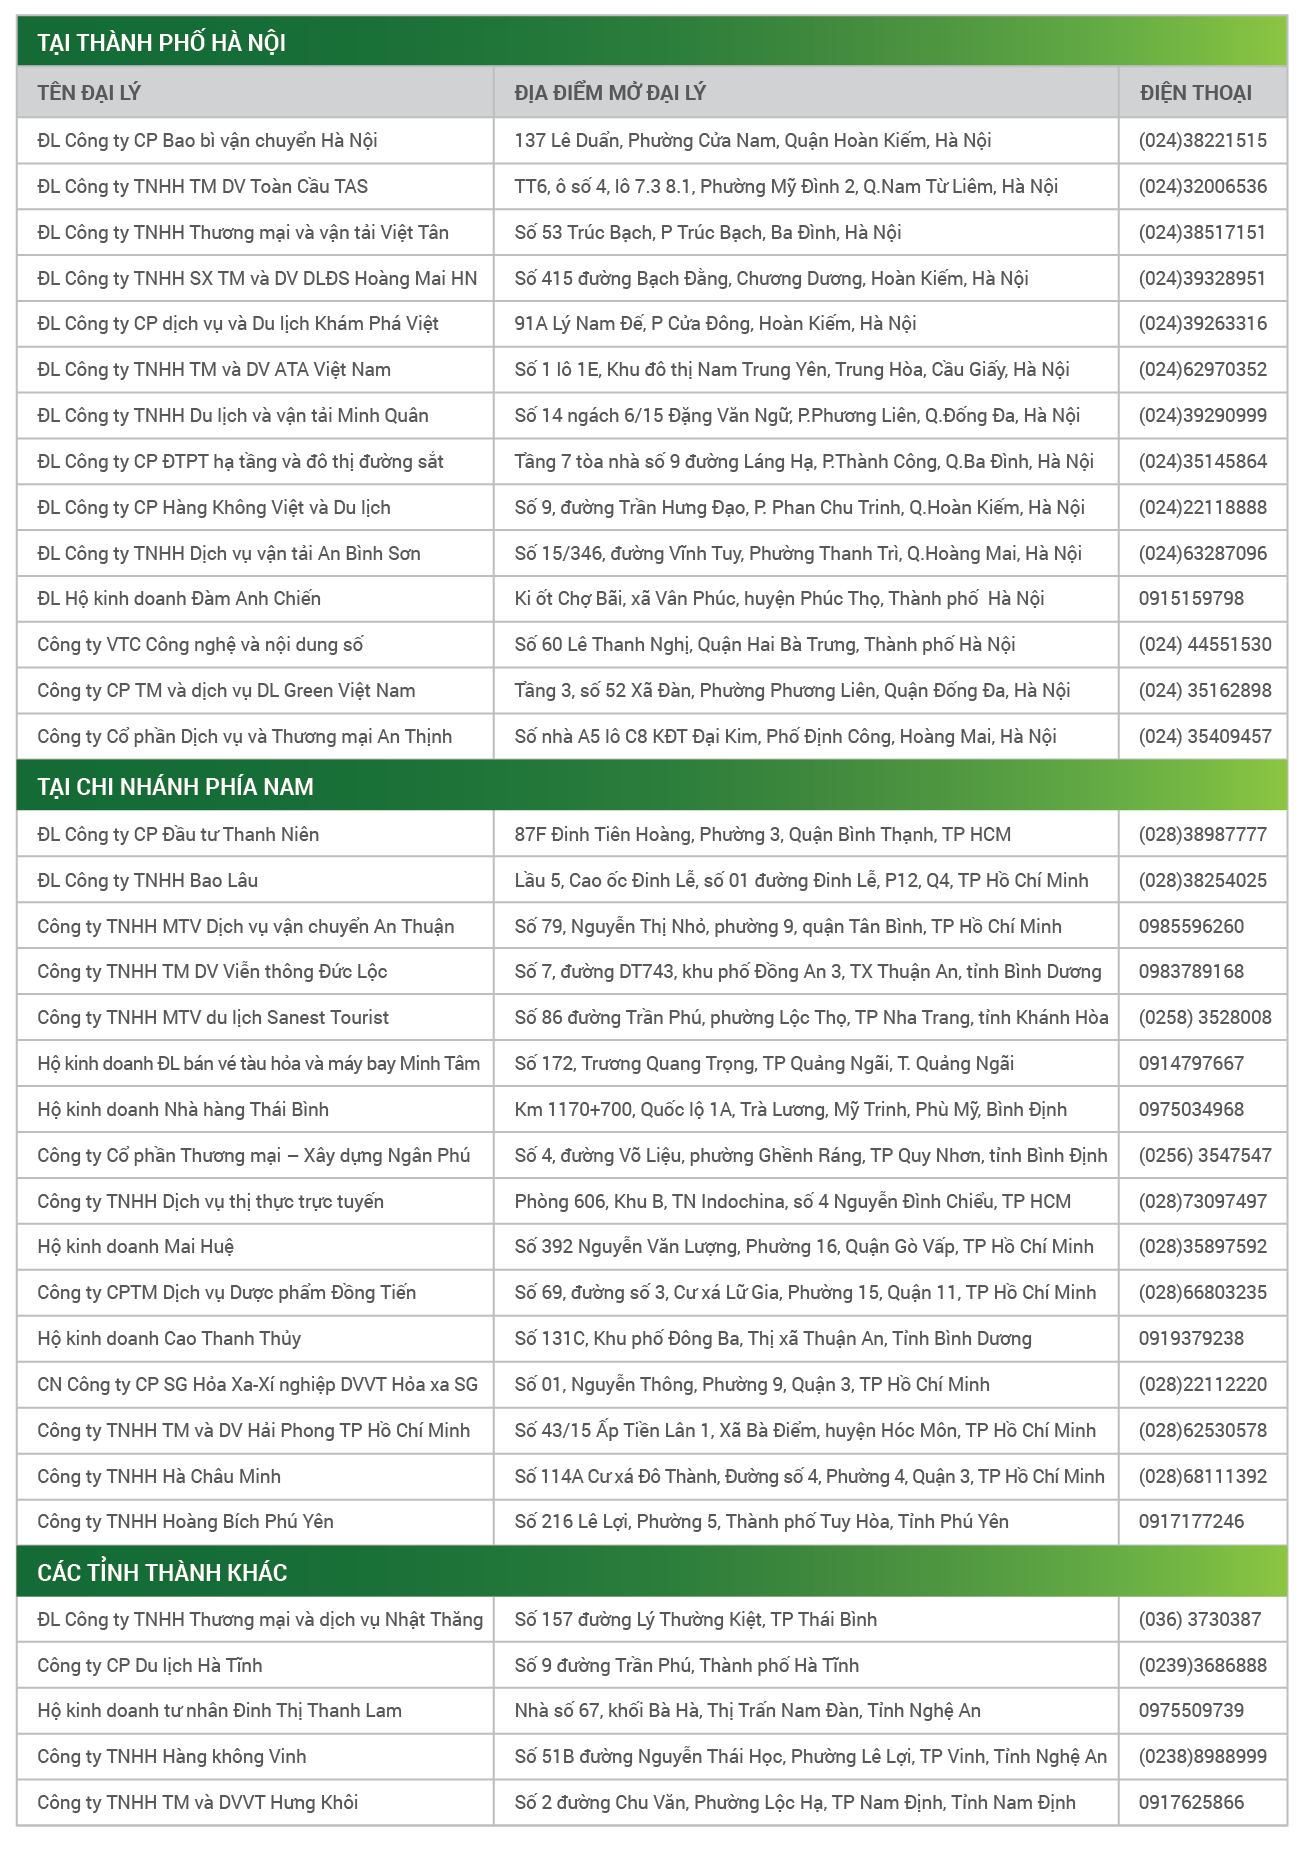 TẠI THÀNH PHỐ HÀ NỘI
TÊN ĐẠI LÝ ĐỊA ĐIỂM MỞ ĐẠI LÝ ĐIỆN THOẠI
ĐL Công ty CP Bao bì vận chuyển Hà Nội 137 Lê Duẩn, Phường Cửa Nam, Quận Hoàn Kiếm, Hà Nội (024)38221515
ĐL Công ty TNHH TM DV Toàn Cầu TAS TT6, ô số 4, lô 7.3 8.1, Phường Mỹ Đình 2, Q.Nam Từ Liêm, Hà Nội (024)32006536
ĐL Công ty TNHH Thương mại và vận tải Việt Tân Số 53 Trúc Bạch, P Trúc Bạch, Ba Đình, Hà Nội (024)38517151
ĐL Công ty TNHH SX TM và DV DLĐS Hoàng Mai HN Số 415 đường Bạch Đằng, Chương Dương, Hoàn Kiếm, Hà Nội (024)39328951
ĐL Công ty CP dịch vụ và Du lịch Khám Phá Việt 91A Lý Nam Đế, P Cửa Đông, Hoàn Kiếm, Hà Nội (024)39263316
ĐL Công ty TNHH TM và DV ATA Việt Nam Số 1 lô 1E, Khu đô thị Nam Trung Yên, Trung Hòa, Cầu Giấy, Hà Nội (024)62970352
ĐL Công ty TNHH Du lịch và vận tải Minh Quân Số 14 ngách 6/15 Đặng Văn Ngữ, P.Phương Liên, Q.Đống Đa, Hà Nội (024)39290999
ĐL Công ty CP ĐTPT hạ tầng và đô thị đường sắt Tầng 7 tòa nhà số 9 đường Láng Hạ, P.Thành Công, Q.Ba Đình, Hà Nội (024)35145864
ĐL Công ty CP Hàng Không Việt và Du lịch Số 9, đường Trần Hưng Đạo, P. Phan Chu Trinh, Q.Hoàn Kiếm, Hà Nội (024)22118888
ĐL Công ty TNHH Dịch vụ vận tải An Bình Sơn Số 15/346, đường Vĩnh Tuy, Phường Thanh Trì, Q.Hoàng Mai, Hà Nội (024)63287096
ĐL Hộ kinh doanh Đàm Anh Chiến Ki ốt Chợ Bãi, xã Vân Phúc, huyện Phúc Thọ, Thành phố  Hà Nội 0915159798
Công ty VTC Công nghệ và nội dung số Số 60 Lê Thanh Nghị, Quận Hai Bà Trưng, Thành phố Hà Nội (024) 44551530
Công ty CP TM và dịch vụ DL Green Việt Nam Tầng 3, số 52 Xã Đàn, Phường Phương Liên, Quận Đống Đa, Hà Nội (024) 35162898
Công ty Cổ phần Dịch vụ và Thương mại An Thịnh Số nhà A5 lô C8 KĐT Đại Kim, Phố Định Công, Hoàng Mai, Hà Nội (024) 35409457
TẠI CHI NHÁNH PHÍA NAM
ĐL Công ty CP Đầu tư Thanh Niên 87F Đinh Tiên Hoàng, Phường 3, Quận Bình Thạnh, TP HCM (028)38987777
ĐL Công ty TNHH Bao Lâu Lầu 5, Cao ốc Đinh Lễ, số 01 đường Đinh Lễ, P12, Q4, TP Hồ Chí Minh (028)38254025
Công ty TNHH MTV Dịch vụ vận chuyển An Thuận Số 79, Nguyễn Thị Nhỏ, phường 9, quận Tân Bình, TP Hồ Chí Minh 0985596260
Công ty TNHH TM DV Viễn thông Đức Lộc Số 7, đường DT743, khu phố Đồng An 3, TX Thuận An, tỉnh Bình Dương 0983789168
Công ty TNHH MTV du lịch Sanest Tourist Số 86 đường Trần Phú, phường Lộc Thọ, TP Nha Trang, tỉnh Khánh Hòa (0258) 3528008
Hộ kinh doanh ĐL bán vé tàu hỏa và máy bay Minh Tâm Số 172, Trương Quang Trọng, TP Quảng Ngãi, T. Quảng Ngãi 0914797667
Hộ kinh doanh Nhà hàng Thái Bình Km 1170+700, Quốc lộ 1A, Trà Lương, Mỹ Trinh, Phù Mỹ, Bình Định 0975034968
Công ty Cổ phần Thương mại – Xây dựng Ngân Phú Số 4, đường Võ Liệu, phường Ghềnh Ráng, TP Quy Nhơn, tỉnh Bình Định (0256) 3547547
Công ty TNHH Dịch vụ thị thực trực tuyến Phòng 606, Khu B, TN Indochina, số 4 Nguyễn Đình Chiểu, TP HCM (028)73097497
Hộ kinh doanh Mai Huệ Số 392 Nguyễn Văn Lượng, Phường 16, Quận Gò Vấp, TP Hồ Chí Minh (028)35897592
Công ty CPTM Dịch vụ Dược phẩm Đồng Tiến Số 69, đường số 3, Cư xá Lữ Gia, Phường 15, Quận 11, TP Hồ Chí Minh (028)66803235
Hộ kinh doanh Cao Thanh Thủy Số 131C, Khu phố Đông Ba, Thị xã Thuận An, Tỉnh Bình Dương 0919379238
CN Công ty CP SG Hỏa Xa-Xí nghiệp DVVT Hỏa xa SG Số 01, Nguyễn Thông, Phường 9, Quận 3, TP Hồ Chí Minh (028)22112220
Công ty TNHH TM và DV Hải Phong TP Hồ Chí Minh Số 43/15 Ấp Tiền Lân 1, Xã Bà Điểm, huyện Hóc Môn, TP Hồ Chí Minh (028)62530578
Công ty TNHH Hà Châu Minh Số 114A Cư xá Đô Thành, Đường số 4, Phường 4, Quận 3, TP Hồ Chí Minh (028)68111392
Công ty TNHH Hoàng Bích Phú Yên Số 216 Lê Lợi, Phường 5, Thành phố Tuy Hòa, Tỉnh Phú Yên 0917177246
CÁC TỈNH THÀNH KHÁC
ĐL Công ty TNHH Thương mại và dịch vụ Nhật Thăng Số 157 đường Lý Thường Kiệt, TP Thái Bình (036) 3730387
Công ty CP Du lịch Hà Tĩnh Số 9 đường Trần Phú, Thành phố Hà Tĩnh (0239)3686888
Hộ kinh doanh tư nhân Đinh Thị Thanh Lam Nhà số 67, khối Bà Hà, Thị Trấn Nam Đàn, Tỉnh Nghệ An 0975509739
Công ty TNHH Hàng không Vinh Số 51B đường Nguyễn Thái Học, Phường Lê Lợi, TP Vinh, Tỉnh Nghệ An (0238)8988999
Công ty TNHH TM và DVVT Hưng Khôi Số 2 đường Chu Văn, Phường Lộc Hạ, TP Nam Định, Tỉnh Nam Định 0917625866